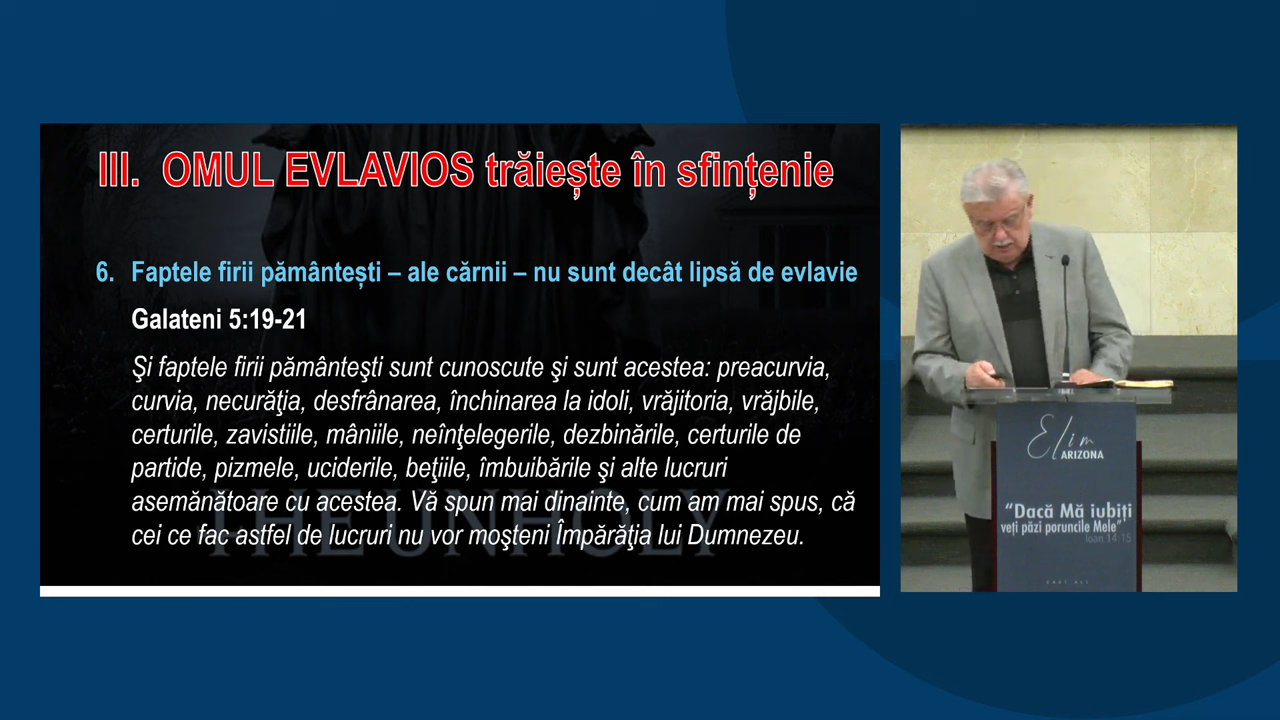 III. OMUL EVLAVIOS trăiește în sfințenie
6. Faptele firii pământești – ale cărnii – nu sunt decât lipsă de evlavie
Galateni 5:19-21
Şi faptele firii pământeşti sunt cunoscute şi sunt acestea: preacurvia,
curvia, necurăţia, desfrânarea, închinarea la idoli, vrăjitoria, vrăjbile,
certurile, zavistiile, mâniile, neînţelegerile, dezbinările, certurile de
partide, pizmele, uciderile, beţiile, îmbuibările şi alte lucruri
asemănătoare cu acestea. Vă spun mai dinainte, cum am mai spus, că
cei ce fac astfel de lucruri nu vor moşteni Împărăţia lui Dumnezeu.
THE UNHOLY
Elim
ARIZONA
“Dacă Mă iubiți
veți păzi poruncile Mele”
Ioan 14:15